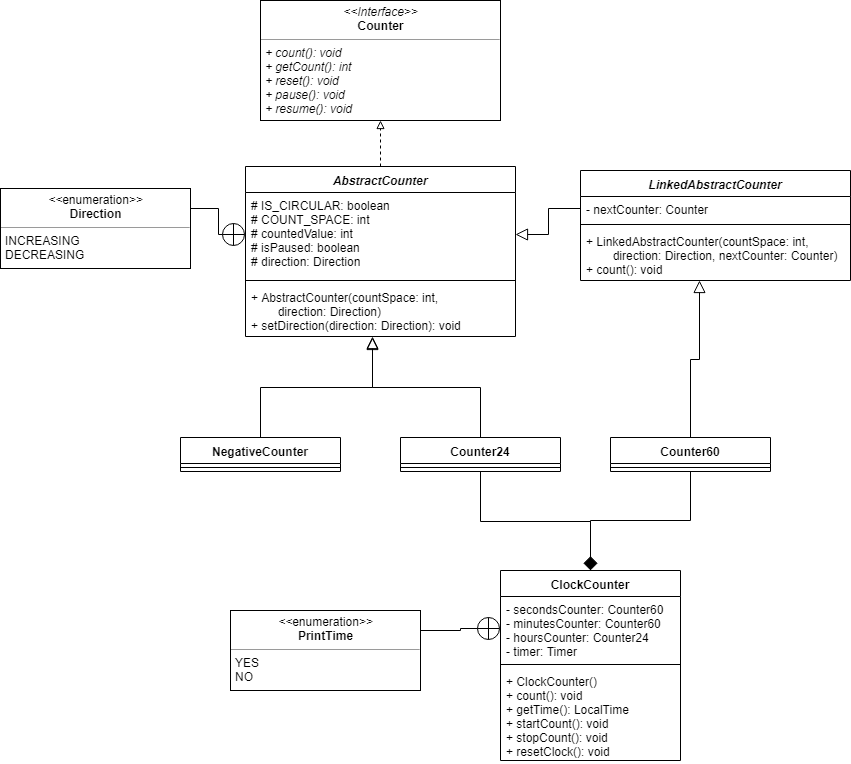 <<interface>>
Counter
+ count(): void
+ getCount(): int
+ reset(): void
+ pause(): void
+ resume(): void
<<enumeration>>
Direction
INCREASING
DECREASING
AbstractCounter
# IS_CIRCULAR: boolean
# COUNT_SPACE: int
# countedValue: int
# isPaused: boolean
# direction: Direction
+ AbstractCounter(countSpace: int,
direction: Direction)
+ setDirection(direction: Direction): void
LinkedAbstractCounter
- nextCounter: Counter
+ LinkedAbstractCounter(countSpace: int,
direction: Direction, nextCounter: Counter)
+ count(): void
NegativeCounter
Counter24
Counter60
<<enumeration>>
PrintTime
YES
NO
ClockCounter
- secondsCounter: Counter60
- minutesCounter: Counter60
- hoursCounter: Counter24
- timer: Timer
+ ClockCounter()
+ count(): void
+ getTime(): LocalTime
+ startCount(): void
+ stopCount(): void
+ resetClock(): void